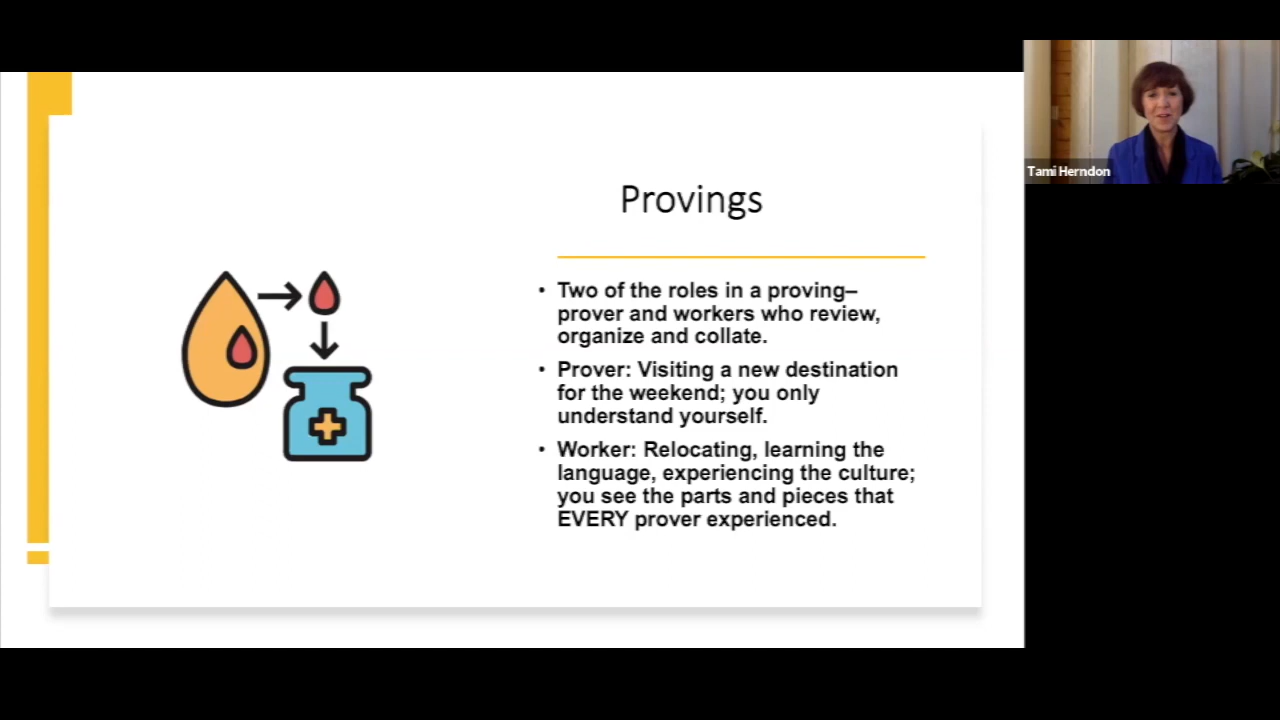 Provings
• Two of the roles in a proving–
prover and workers who review,
organize and collate.
• Prover: Visiting a new destination
for the weekend; you only
understand yourself.
• Worker: Relocating, learning the
language, experiencing the culture;
you see the parts and pieces that
EVERY prover experienced.
Tami Herndon